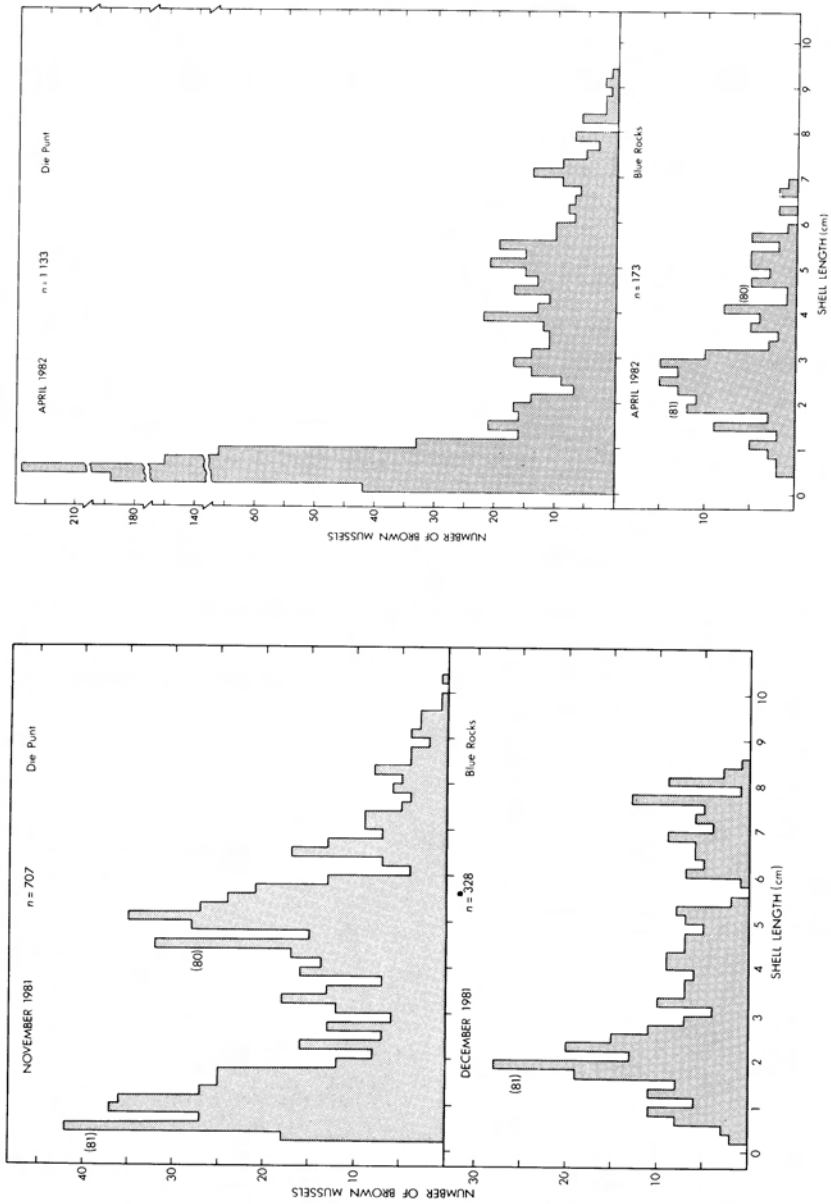 NOVEMBER 1981
n = 707
Die Punt
(81)
(80)
40
30
20
10
NUMBER OF BROWN MUSSELS
DECEMBER 1981
n = 328
Blue Rocks
(81)
30
20
10
0 1 2 3 4 5 6 7 8 9 10
SHELL LENGTH (cm)
APRIL 1982
n = 1 133
Die Punt
210
180
140
60
50
40
30
20
10
NUMBER OF BROWN MUSSELS
APRIL 1982
n = 173
Blue Rocks
(81)
(80)
10
0 1 2 3 4 5 6 7 8 9 10
SHELL LENGTH (cm)